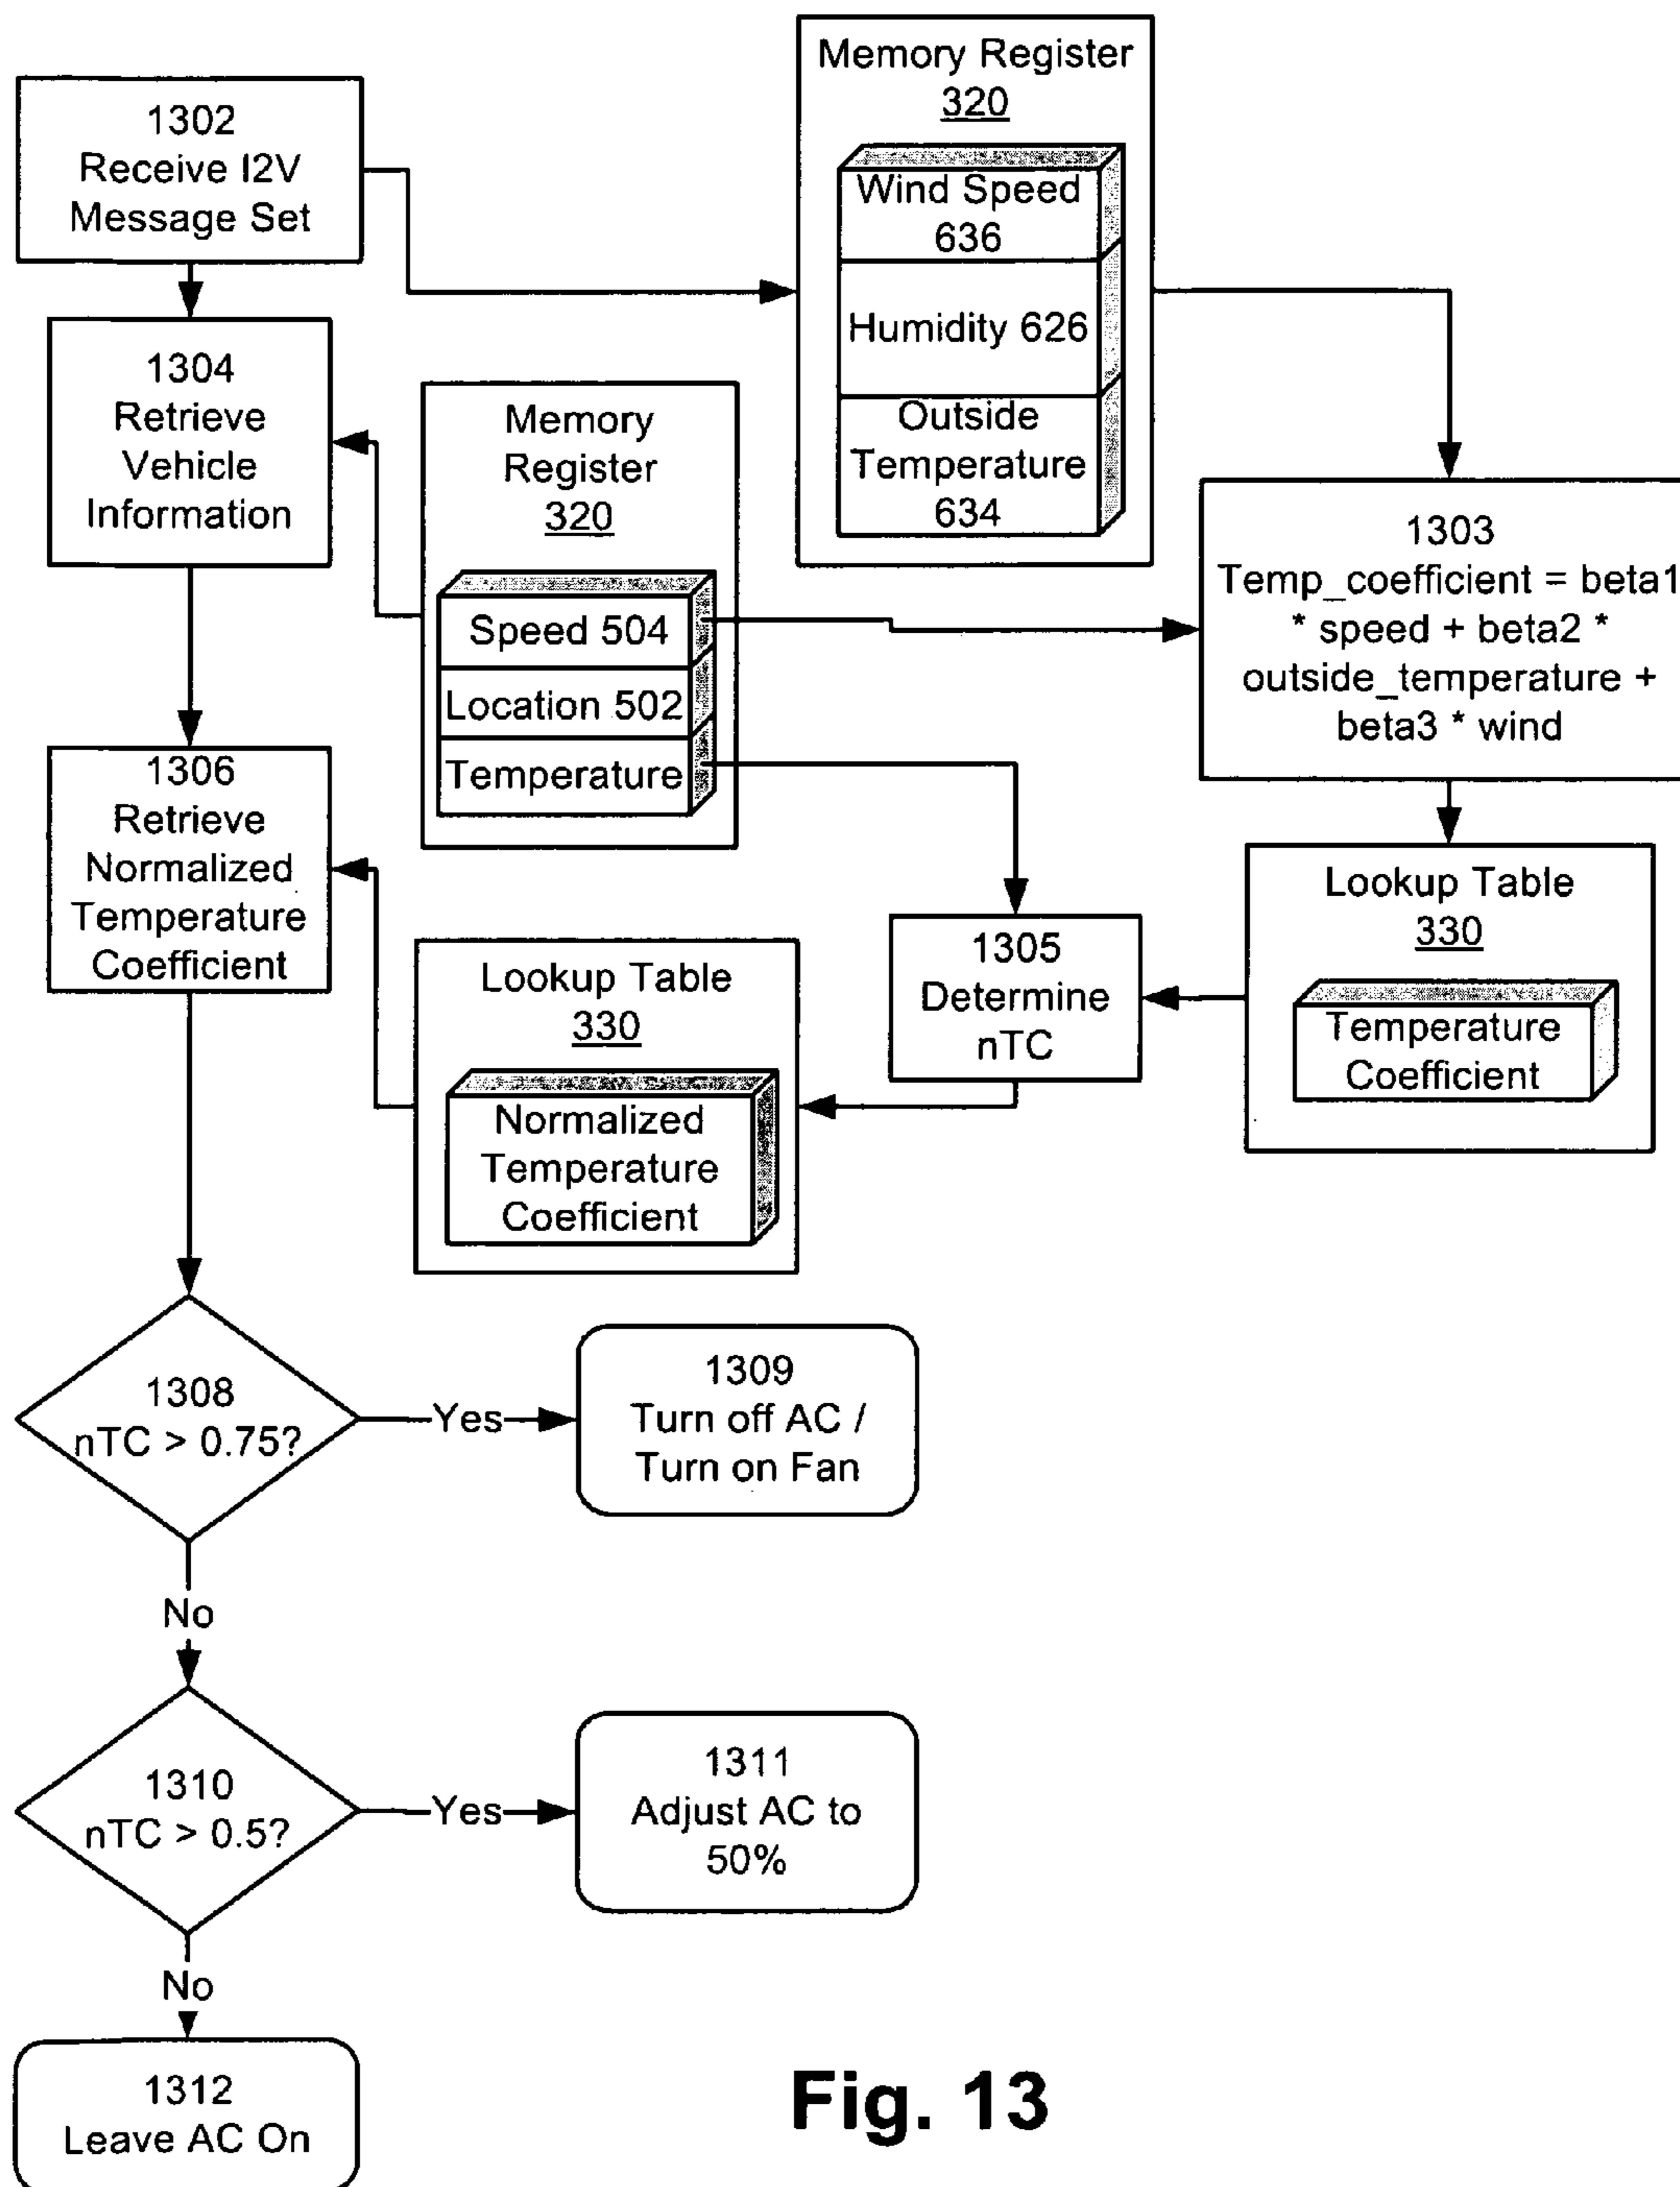 Memory Register
320
Wind Speed
636
Humidity 626
Outside
Temperature
634
1302
Receive I2V
Message Set
1304
Retrieve
Vehicle
Information
Memory
Register
320
Speed 504
Location 502
Temperature
1303
Temp_coefficient = beta1
* speed + beta2 *
outside_temperature +
beta3 * wind
1306
Retrieve
Normalized
Temperature
Coefficient
Lookup Table
330
Temperature
Coefficient
1305
Determine
nTC
Lookup Table
330
Normalized
Temperature
Coefficient
1308
nTC > 0.75?
Yes
1309
Turn off AC /
Turn on Fan
No
1310
nTC > 0.5?
Yes
1311
Adjust AC to
50%
No
1312
Leave AC On
Fig. 13